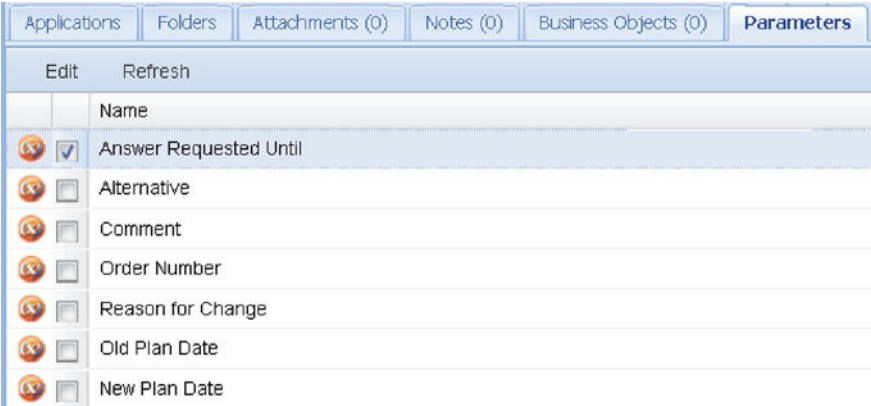 Applications Folders Attachments (0) Notes (0) Business Objects (0) Parameters
Edit Refresh
Name
Answer Requested Until
Alternative
Comment
Order Number
Reason for Change
Old Plan Date
New Plan Date